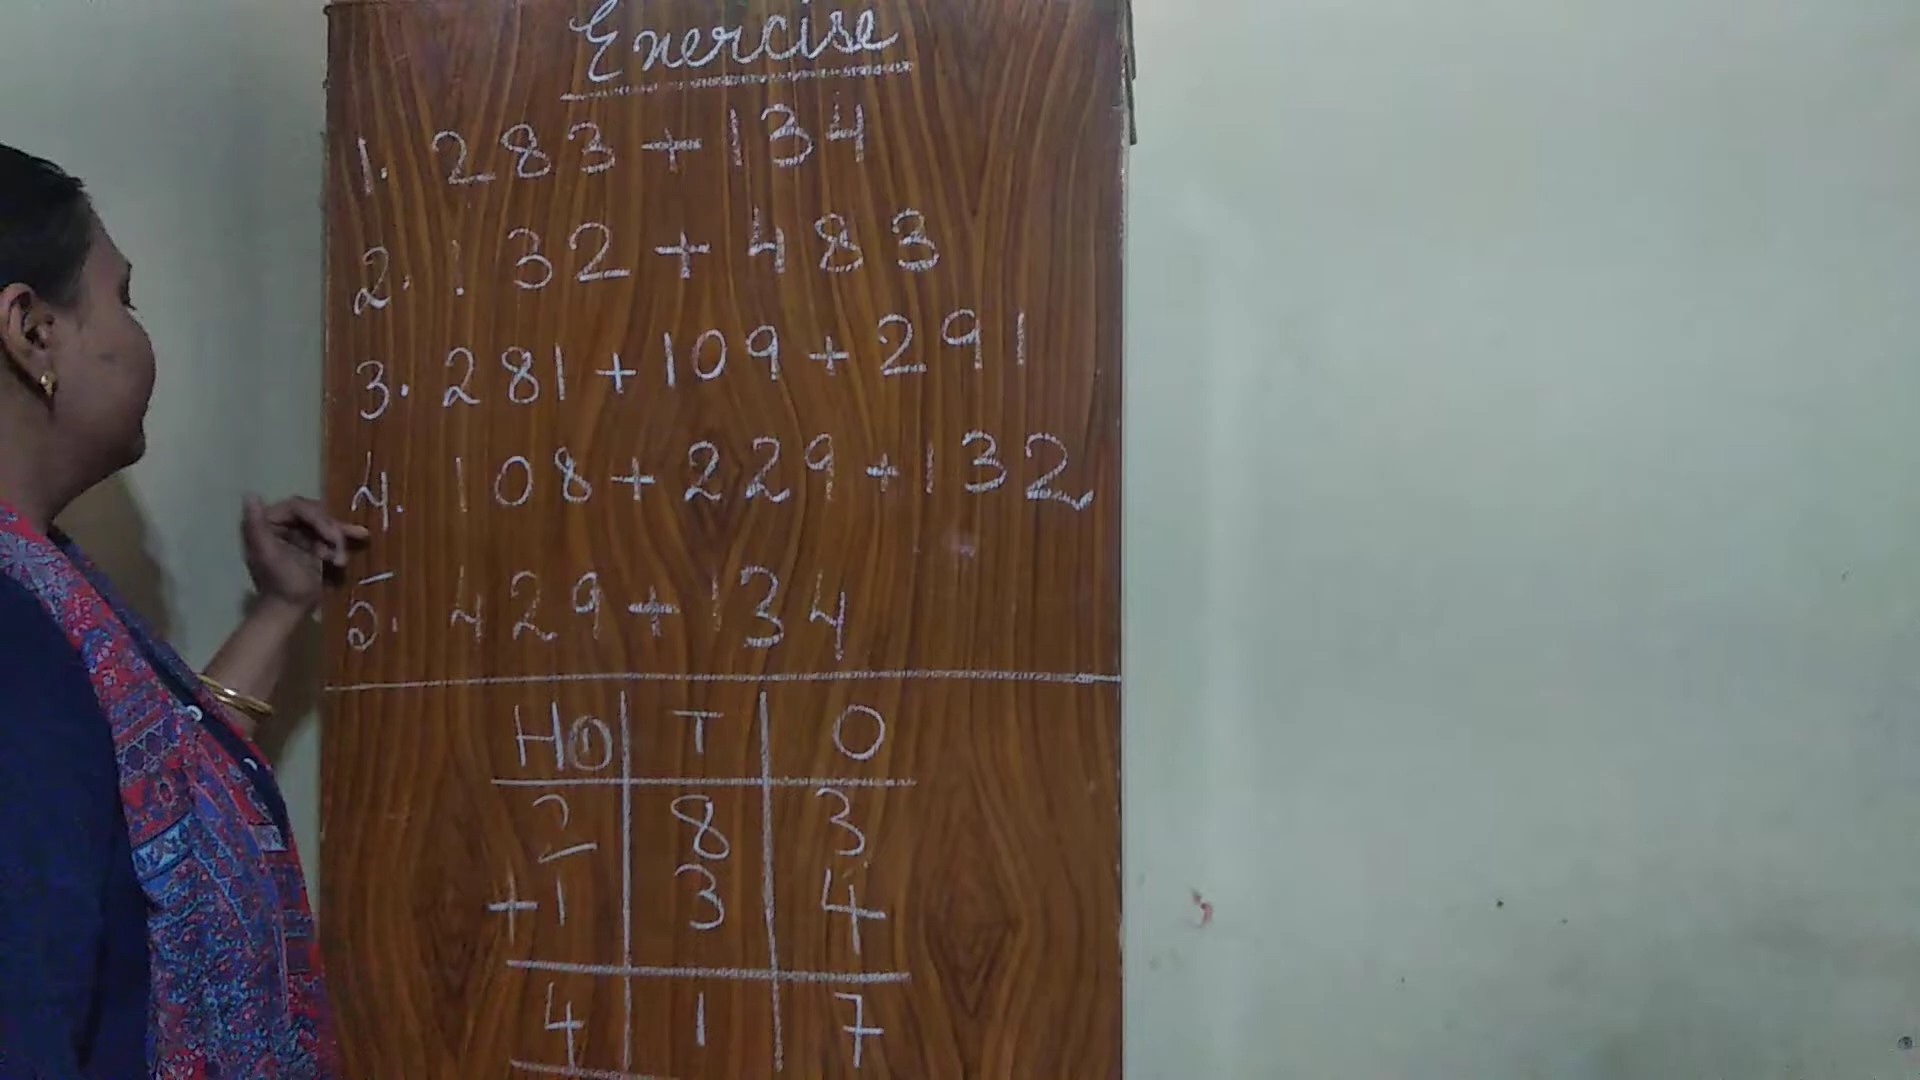 Exercise
1. 283 + 134
2. 132 + 483
3. 281 + 109 + 291
4. 108 + 229 + 132
5. 429 + 134
H① T O
2 8 3
+1 3 4
4 1 7